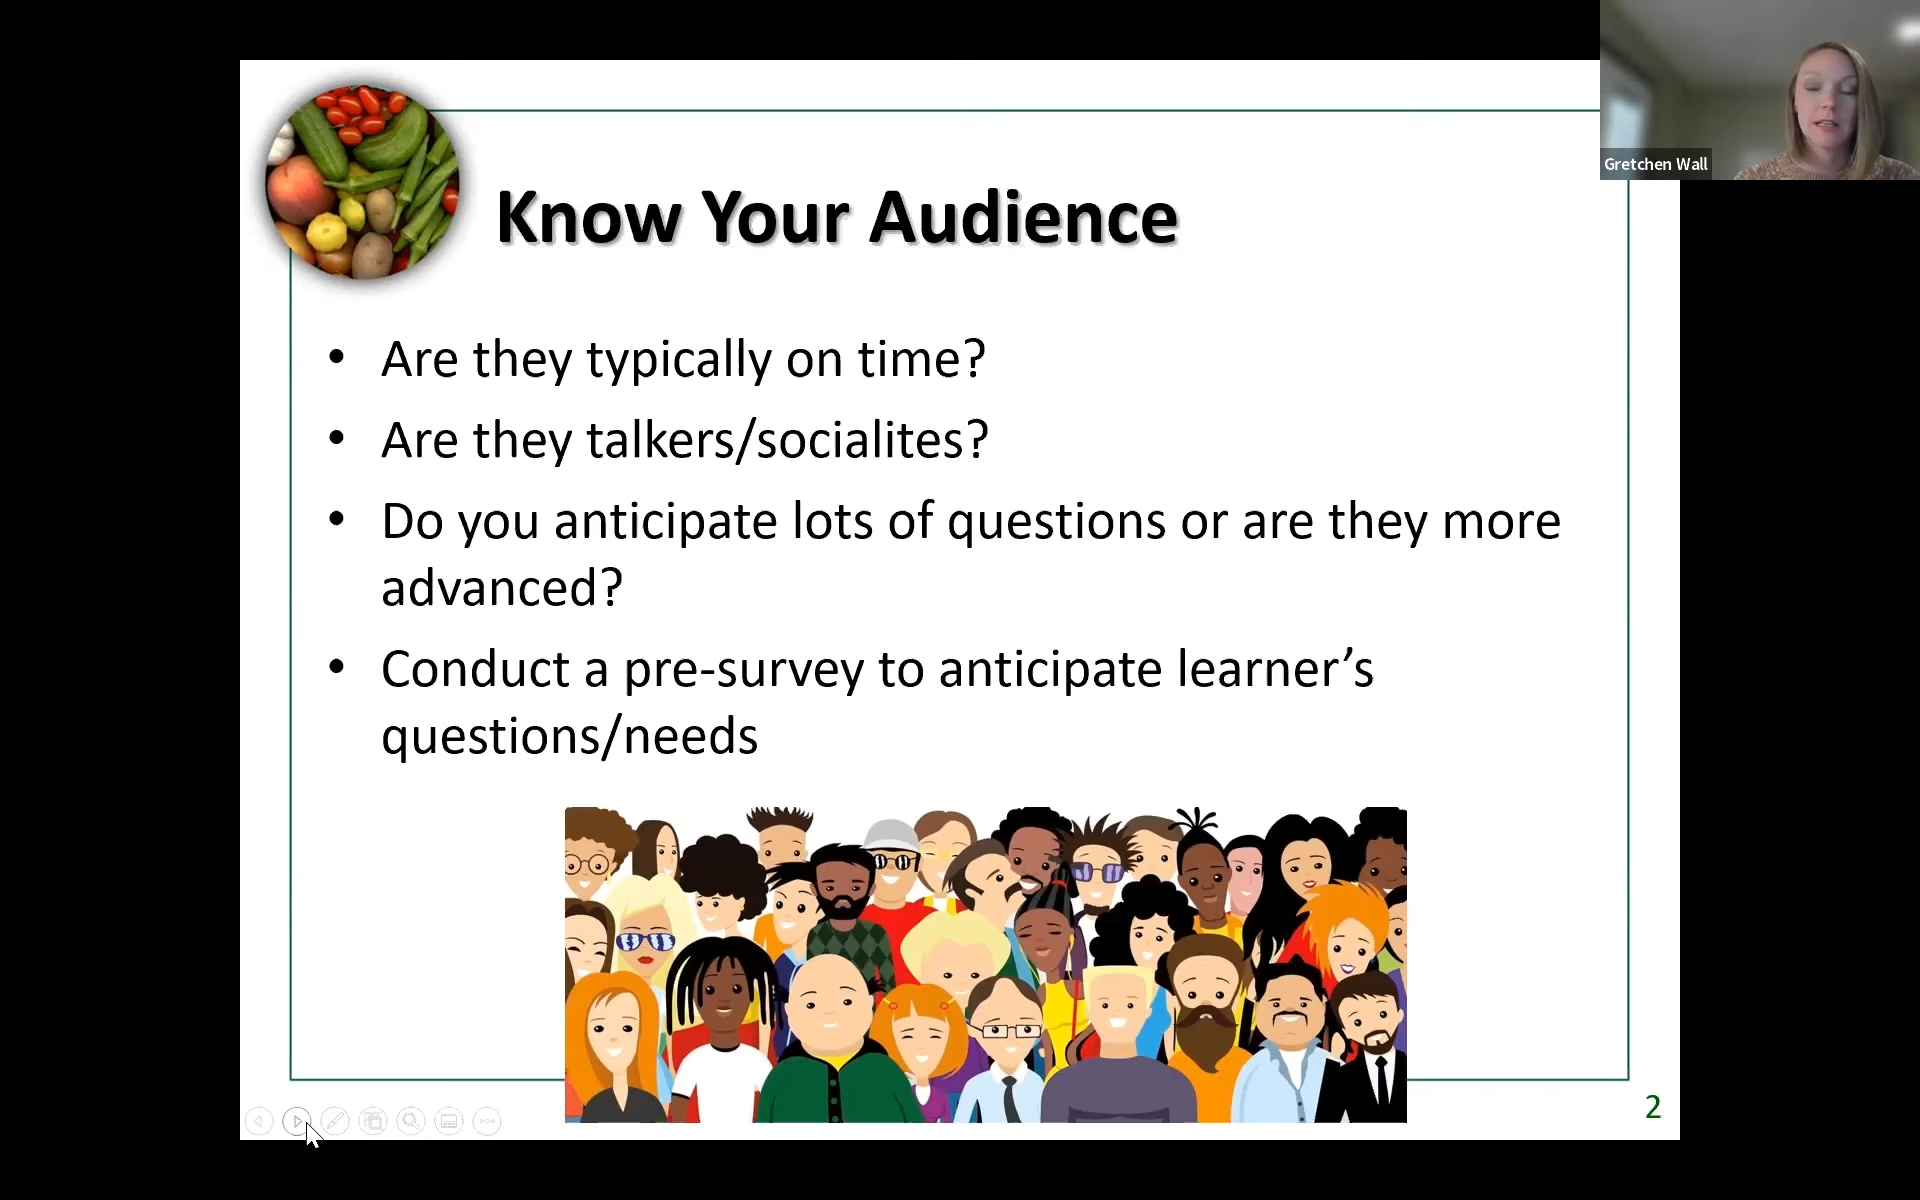 Gretchen Wall
Know Your Audience
• Are they typically on time?
• Are they talkers/socialites?
• Do you anticipate lots of questions or are they more
advanced?
• Conduct a pre-survey to anticipate learner’s
questions/needs
2